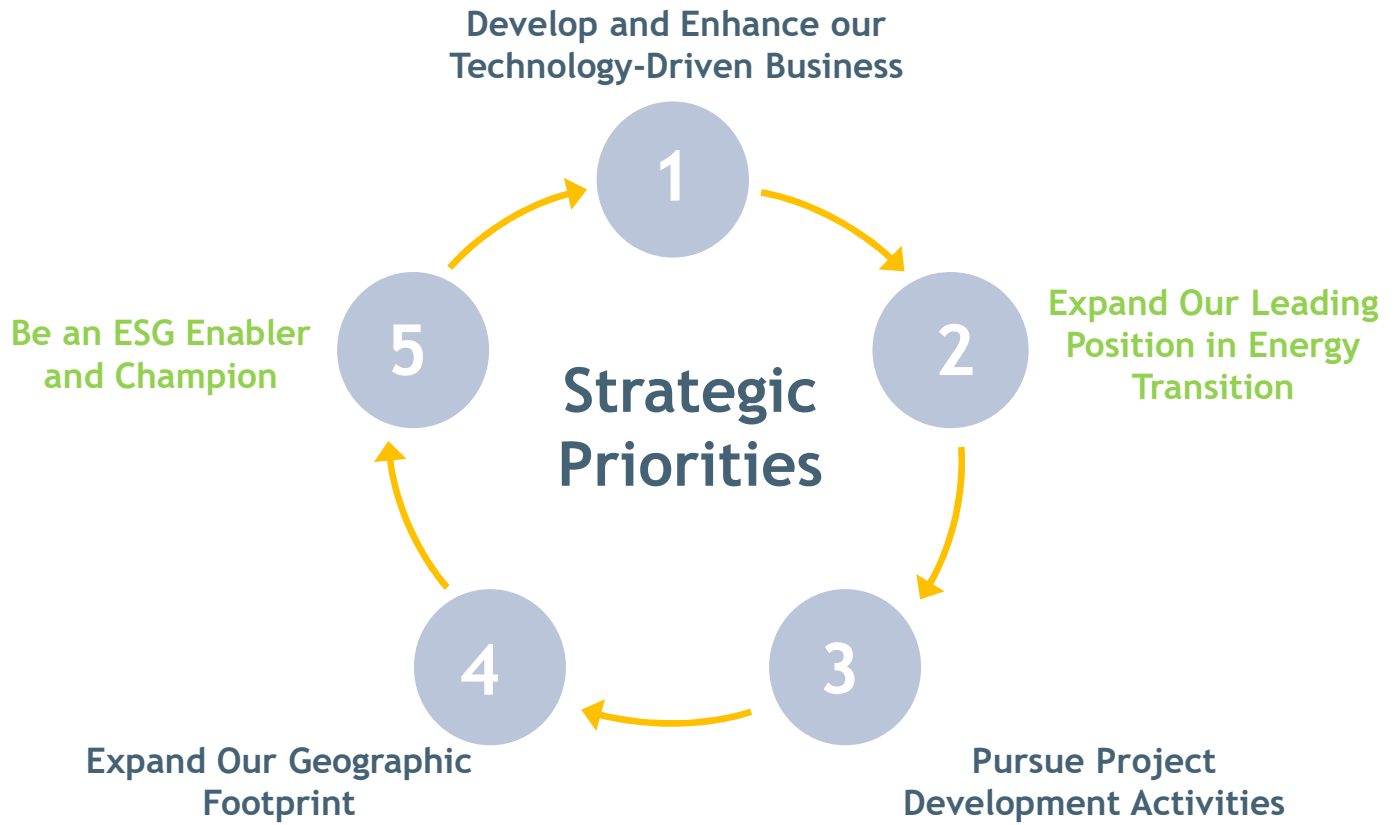 Develop and Enhance our
Technology-Driven Business
1
2
Expand Our Leading
Position in Energy
Transition
3
Pursue Project
Development Activities
4
Expand Our Geographic
Footprint
5
Be an ESG Enabler
and Champion
Strategic
Priorities